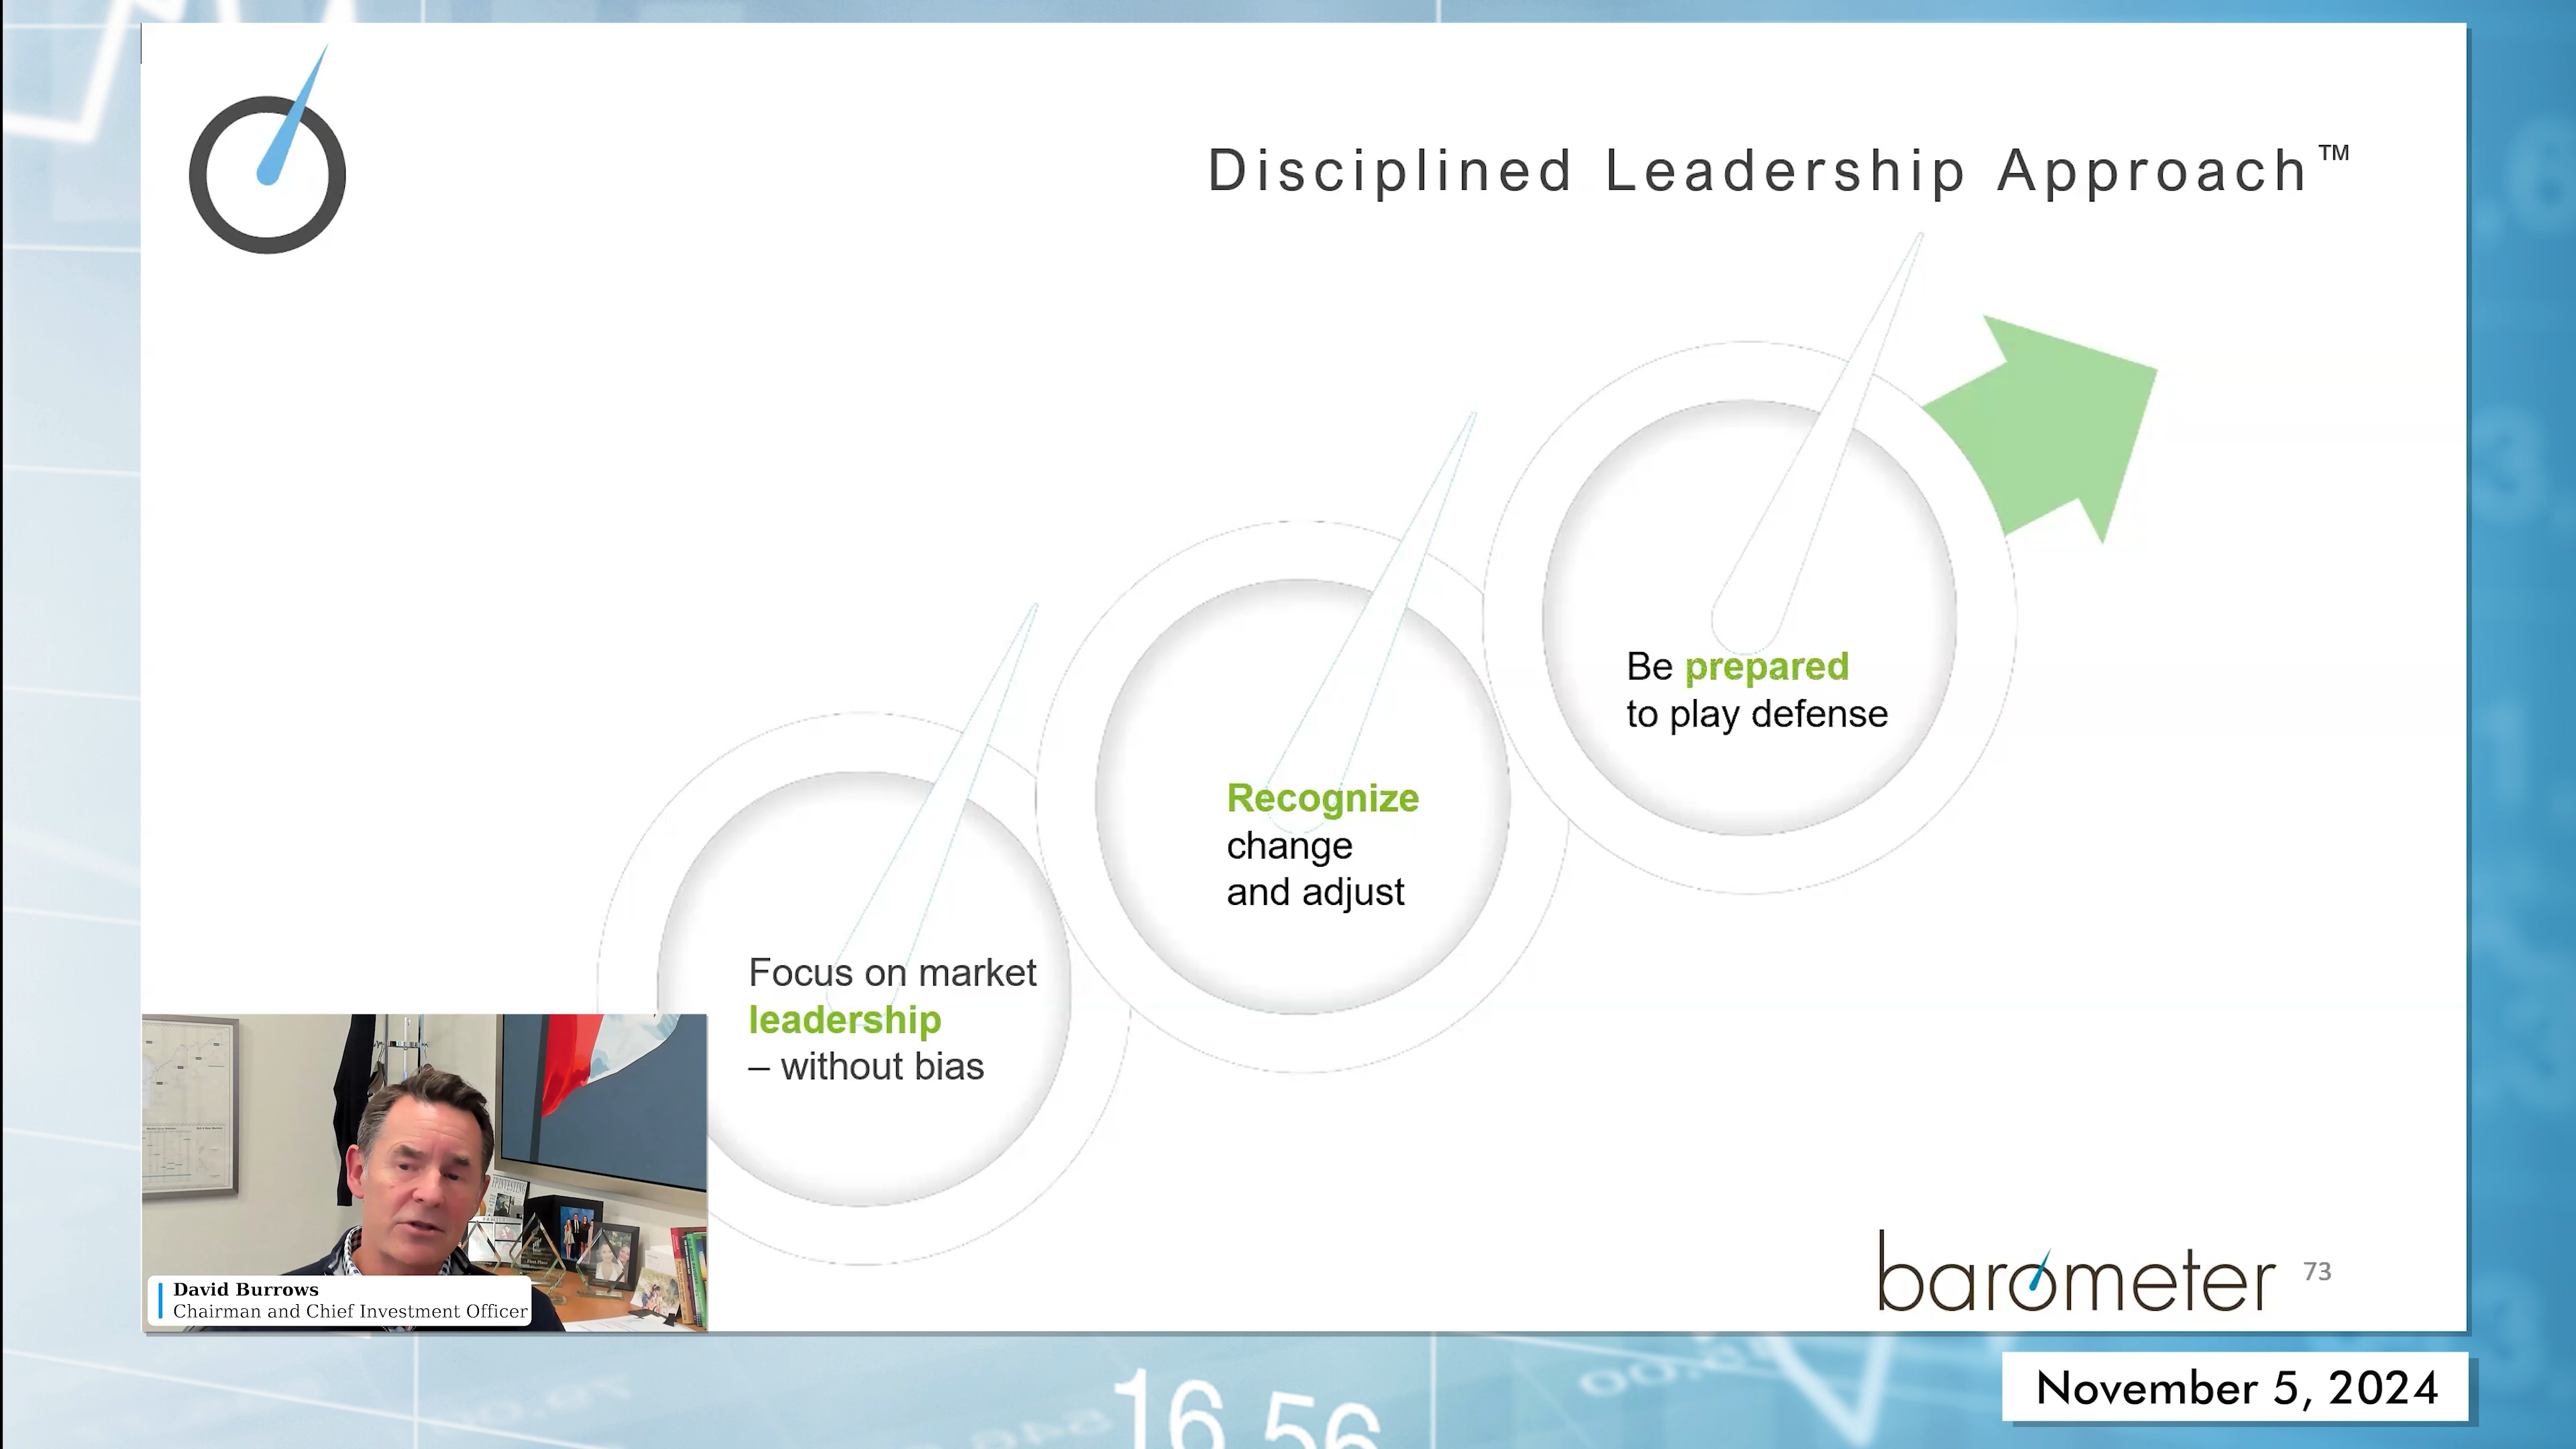 Disciplined Leadership Approach™
Be prepared
to play defense
Recognize
change
and adjust
Focus on market
leadership
– without bias
David Burrows
Chairman and Chief Investment Officer
barometer
73
November 5, 2024
16.56